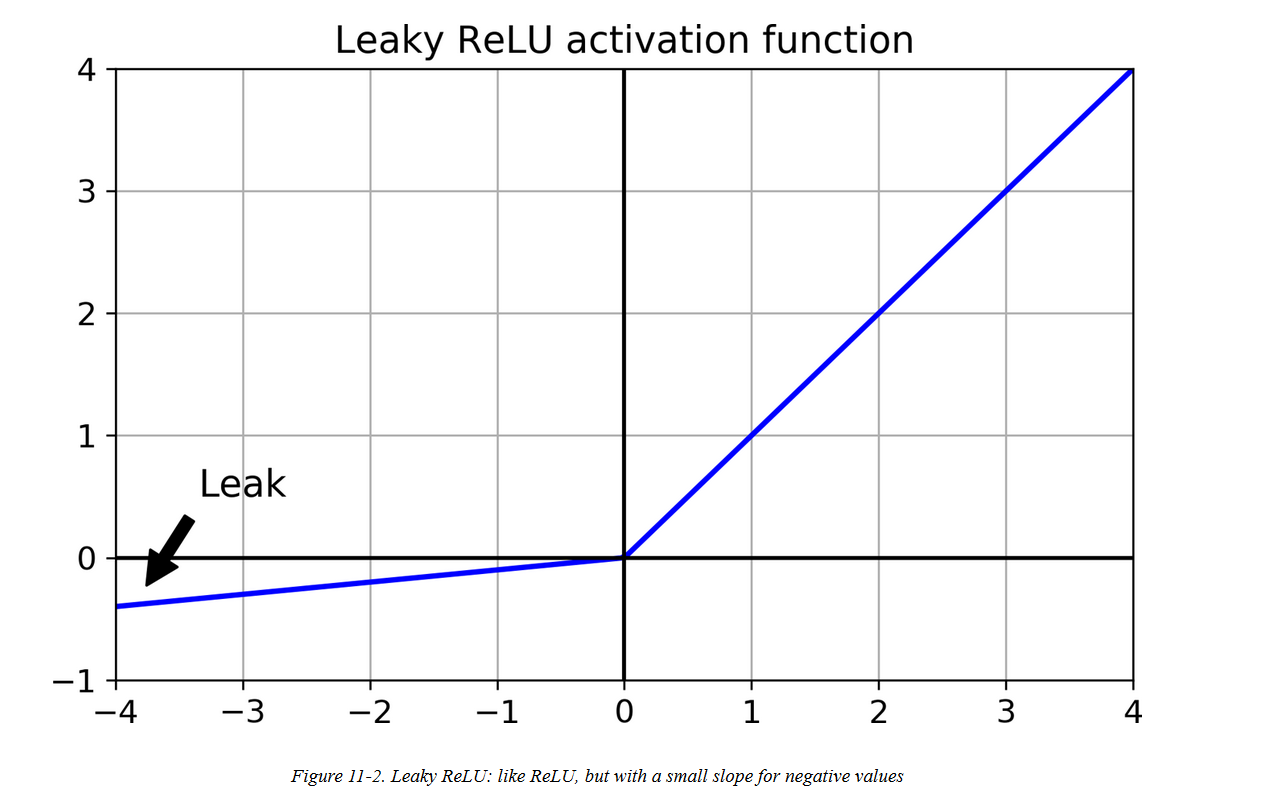 Leaky ReLU activation function
4
3
2
1
Leak
0
−1
−4 −3 −2 −1 0 1 2 3 4
Figure 11-2. Leaky ReLU: like ReLU, but with a small slope for negative values